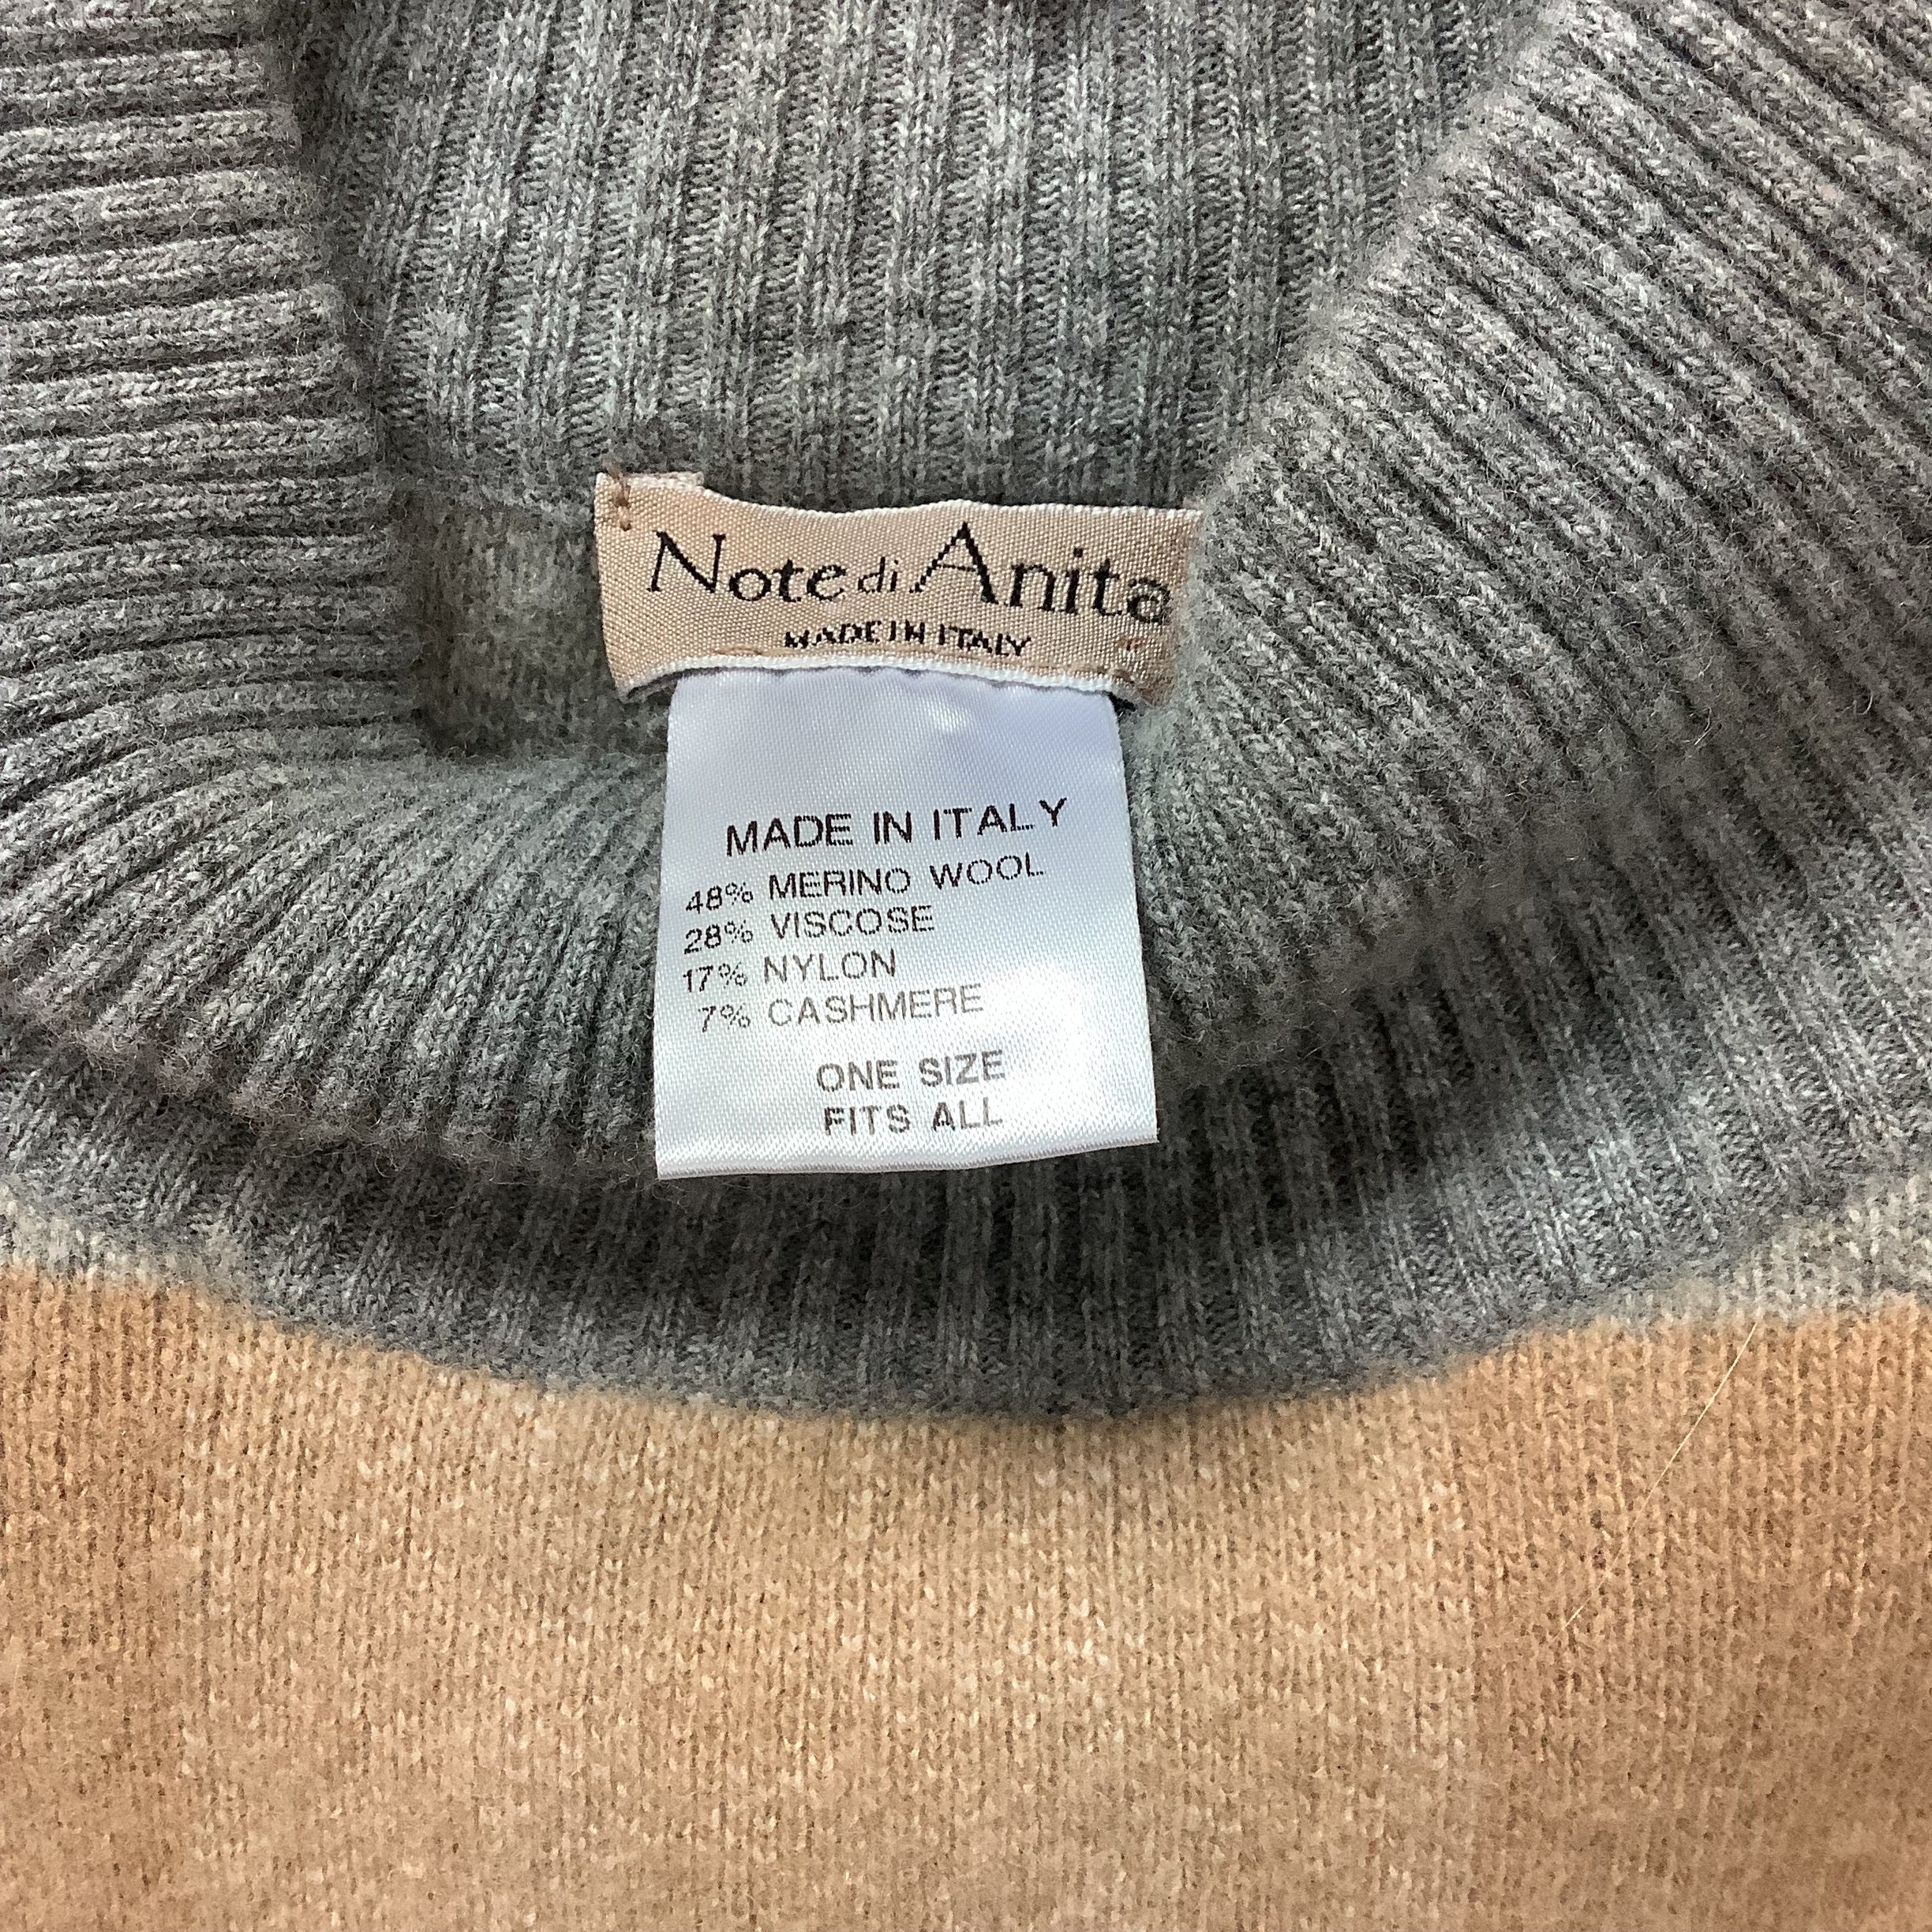 Note di Anita
MADE IN ITALY
MADE IN ITALY
48% MERINO WOOL
28% VISCOSE
17% NYLON
7% CASHMERE
ONE SIZE
FITS ALL